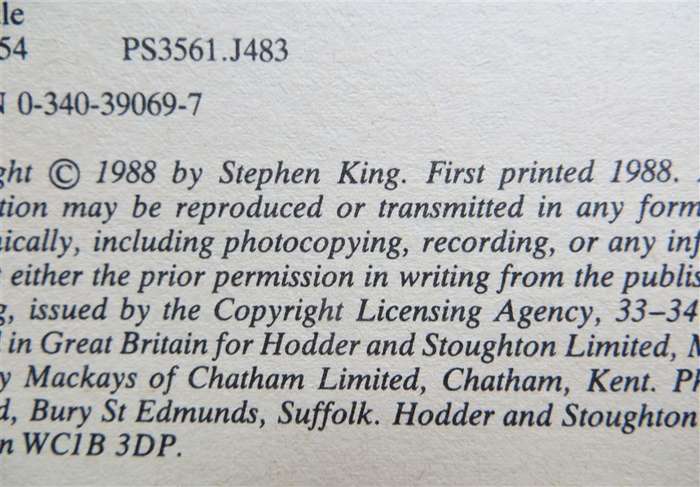 le
54 PS3561.J483
N 0-340-39069-7
ght © 1988 by Stephen King. First printed 1988.
tion may be reproduced or transmitted in any form
ically, including photocopying, recording, or any inf
either the prior permission in writing from the publis
g, issued by the Copyright Licensing Agency, 33–34
d in Great Britain for Hodder and Stoughton Limited, M
y Mackays of Chatham Limited, Chatham, Kent. Ph
d, Bury St Edmunds, Suffolk. Hodder and Stoughton
n WC1B 3DP.